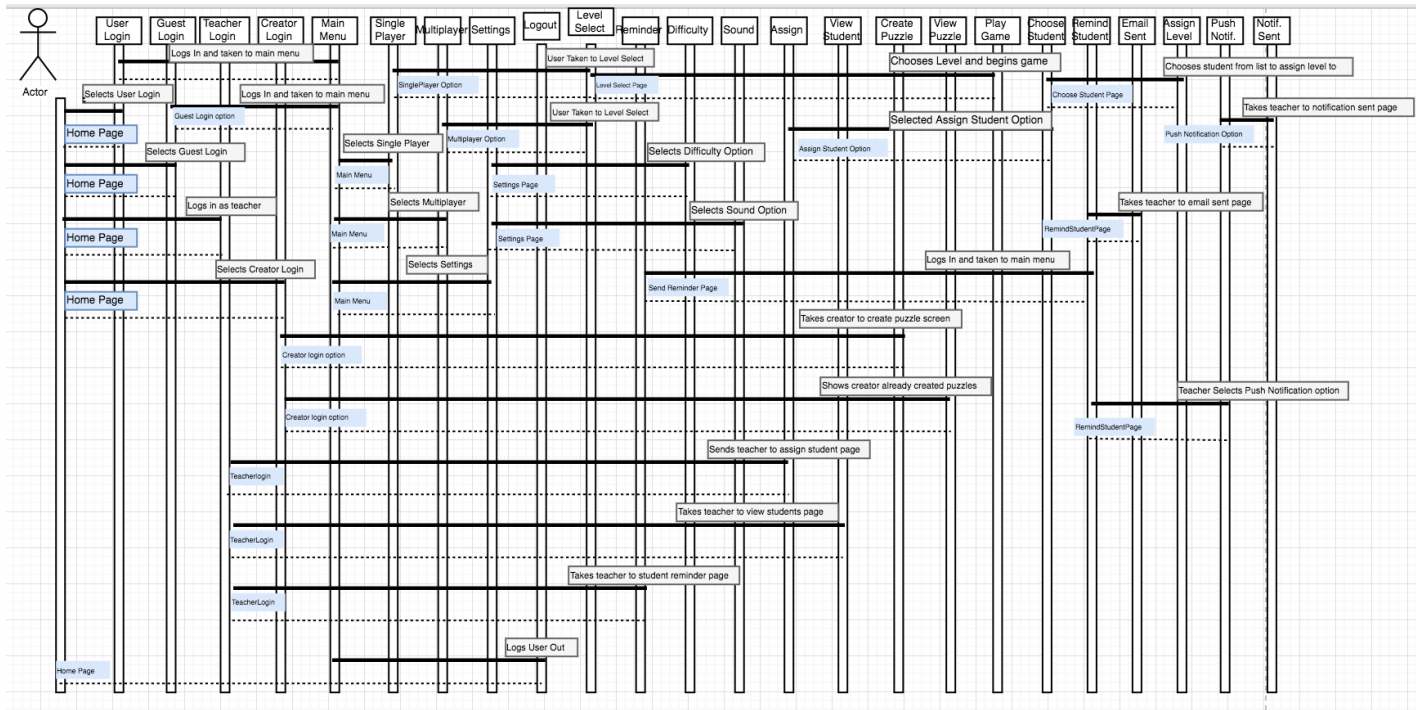 User
Login
Guest
Login
Teacher
Login
Creator
Login
Main
Menu
Single
Player
Multiplayer
Settings
Logout
Level
Select
Reminder
Difficulty
Sound
Assign
View
Student
Create
Puzzle
View
Puzzle
Play
Game
Choose
Student
Remind
Student
Email
Sent
Assign
Level
Push
Notif.
Notif.
Sent
Actor
Logs In and taken to main menu
User Taken to Level Select
Chooses Level and begins game
Chooses student from list to assign level to
Selects User Login
Logs In and taken to main menu
SinglePlayer Option
Level Select Page
Choose Student Page
Takes teacher to notification sent page
Guest Login option
User Taken to Level Select
Selected Assign Student Option
Home Page
Selects Guest Login
Selects Single Player
Multiplayer Option
Selects Difficulty Option
Assign Student Option
Push Notification Option
Home Page
Main Menu
Settings Page
Logs in as teacher
Selects Multiplayer
Selects Sound Option
Takes teacher to email sent page
Home Page
Main Menu
Settings Page
RemindStudentPage
Selects Creator Login
Selects Settings
Logs In and taken to main menu
Home Page
Main Menu
Send Reminder Page
Takes creator to create puzzle screen
Creator login option
Shows creator already created puzzles
Teacher Selects Push Notification option
Creator login option
RemindStudentPage
Sends teacher to assign student page
Teacherlogin
Takes teacher to view students page
TeacherLogin
Takes teacher to student reminder page
TeacherLogin
Logs User Out
Home Page